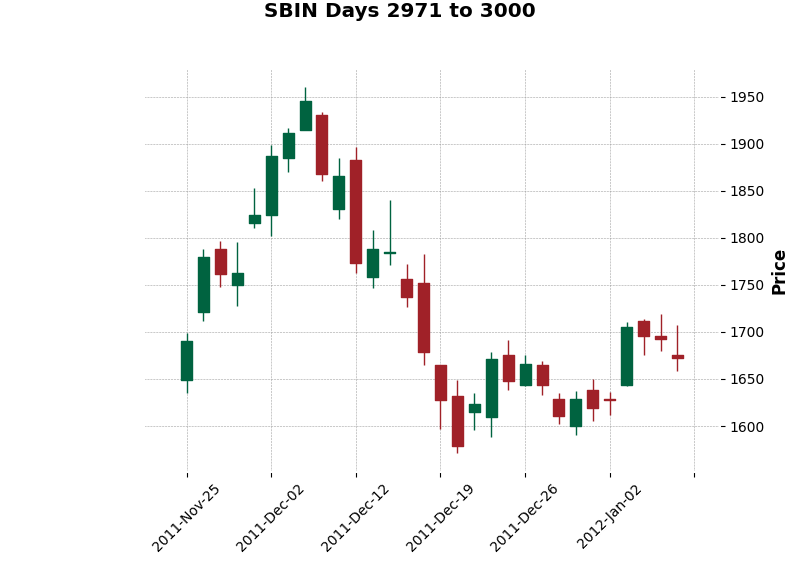 SBIN Days 2971 to 3000
1950
1900
1850
1800
1750
1700
1650
1600
Price
2011-Nov-25
2011-Dec-02
2011-Dec-12
2011-Dec-19
2011-Dec-26
2012-Jan-02